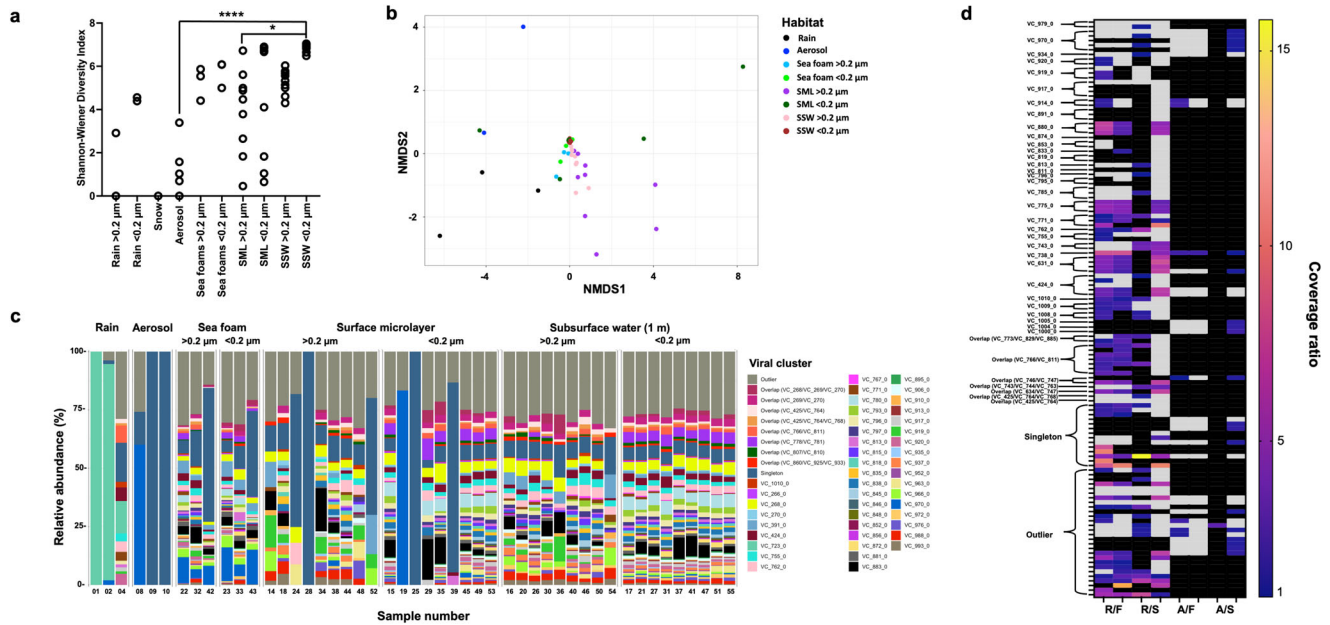 a
****
*
Shannon-Wiener Diversity Index
8
6
4
2
0
Rain >0.2 µm
Rain <0.2 µm
Snow
Aerosol
Sea foams >0.2 µm
Sea foams <0.2 µm
SML >0.2 µm
SML <0.2 µm
SSW >0.2 µm
SSW <0.2 µm
b
NMDS2
4
2
0
-2
-4
0
4
8
NMDS1
Habitat
Rain
Aerosol
Sea foam >0.2 µm
Sea foam <0.2 µm
SML >0.2 µm
SML <0.2 µm
SSW >0.2 µm
SSW <0.2 µm
c
Rain Aerosol Sea foam Surface microlayer Subsurface water (1 m)
>0.2 µm <0.2 µm >0.2 µm <0.2 µm >0.2 µm <0.2 µm
Relative abundance (%)
100-
75-
50-
25-
0-
01 02 04 08 09 10 22 32 42 23 33 43 14 18 24 28 34 38 44 48 52 15 19 25 29 35 39 45 49 53 16 20 26 30 36 40 46 50 54 17 21 27 31 37 41 47 51 55
Sample number
Viral cluster
Outlier
Overlap (VC_268/VC_269/VC_270)
Overlap (VC_269/VC_270)
Overlap (VC_425/VC_764)
Overlap (VC_425/VC_764/VC_768)
Overlap (VC_766/VC_811)
Overlap (VC_778/VC_781)
Overlap (VC_807/VC_810)
Overlap (VC_860/VC_925/VC_933)
Singleton
VC_1010_0
VC_266_0
VC_268_0
VC_270_0
VC_391_0
VC_424_0
VC_723_0
VC_755_0
VC_762_0
VC_767_0
VC_771_0
VC_780_0
VC_793_0
VC_796_0
VC_797_0
VC_813_0
VC_815_0
VC_818_0
VC_835_0
VC_838_0
VC_845_0
VC_846_0
VC_848_0
VC_852_0
VC_856_0
VC_872_0
VC_881_0
VC_883_0
VC_895_0
VC_906_0
VC_910_0
VC_913_0
VC_917_0
VC_919_0
VC_920_0
VC_935_0
VC_937_0
VC_952_0
VC_963_0
VC_966_0
VC_970_0
VC_972_0
VC_976_0
VC_988_0
VC_993_0
d
VC_979_0
VC_970_0
VC_934_0
VC_920_0
VC_919_0
VC_917_0
VC_914_0
VC_891_0
VC_880_0
VC_874_0
VC_853_0
VC_833_0
VC_819_0
VC_813_0
VC_811_0
VC_796_0
VC_795_0
VC_785_0
VC_775_0
VC_771_0
VC_762_0
VC_755_0
VC_743_0
VC_738_0
VC_631_0
VC_424_0
VC_1010_0
VC_1009_0
VC_1008_0
VC_1005_0
VC_1004_0
VC_1000_0
Overlap (VC_773/VC_829/VC_885)
Overlap (VC_766/VC_811)
Overlap (VC_746/VC_747)
Overlap (VC_743/VC_744/VC_763)
Overlap (VC_634/VC_747)
Overlap (VC_425/VC_764/VC_768)
Overlap (VC_425/VC_764)
Singleton
Outlier
R/F R/S A/F A/S
15
10
5
1
Coverage ratio